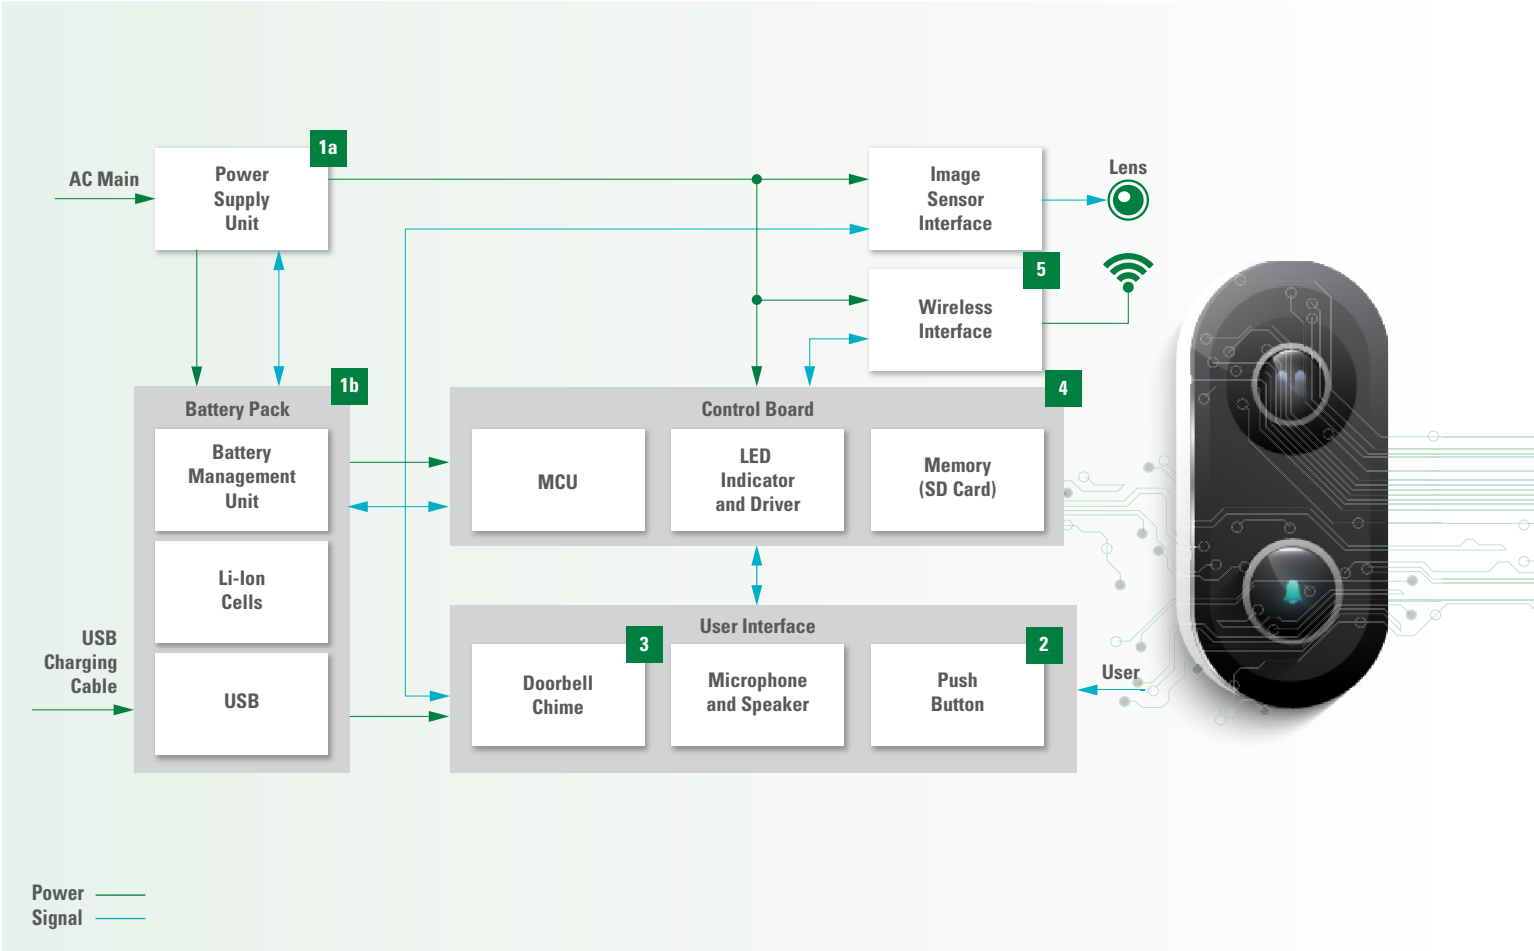 1a
AC Main
Power
Supply
Unit
Image
Sensor
Interface
Lens
5
Wireless
Interface
1b
Battery Pack
Battery
Management
Unit
Li-Ion
Cells
USB
USB
Charging
Cable
4
Control Board
MCU
LED
Indicator
and Driver
Memory
(SD Card)
User Interface
3
Doorbell
Chime
Microphone
and Speaker
2
Push
Button
User
Power
Signal